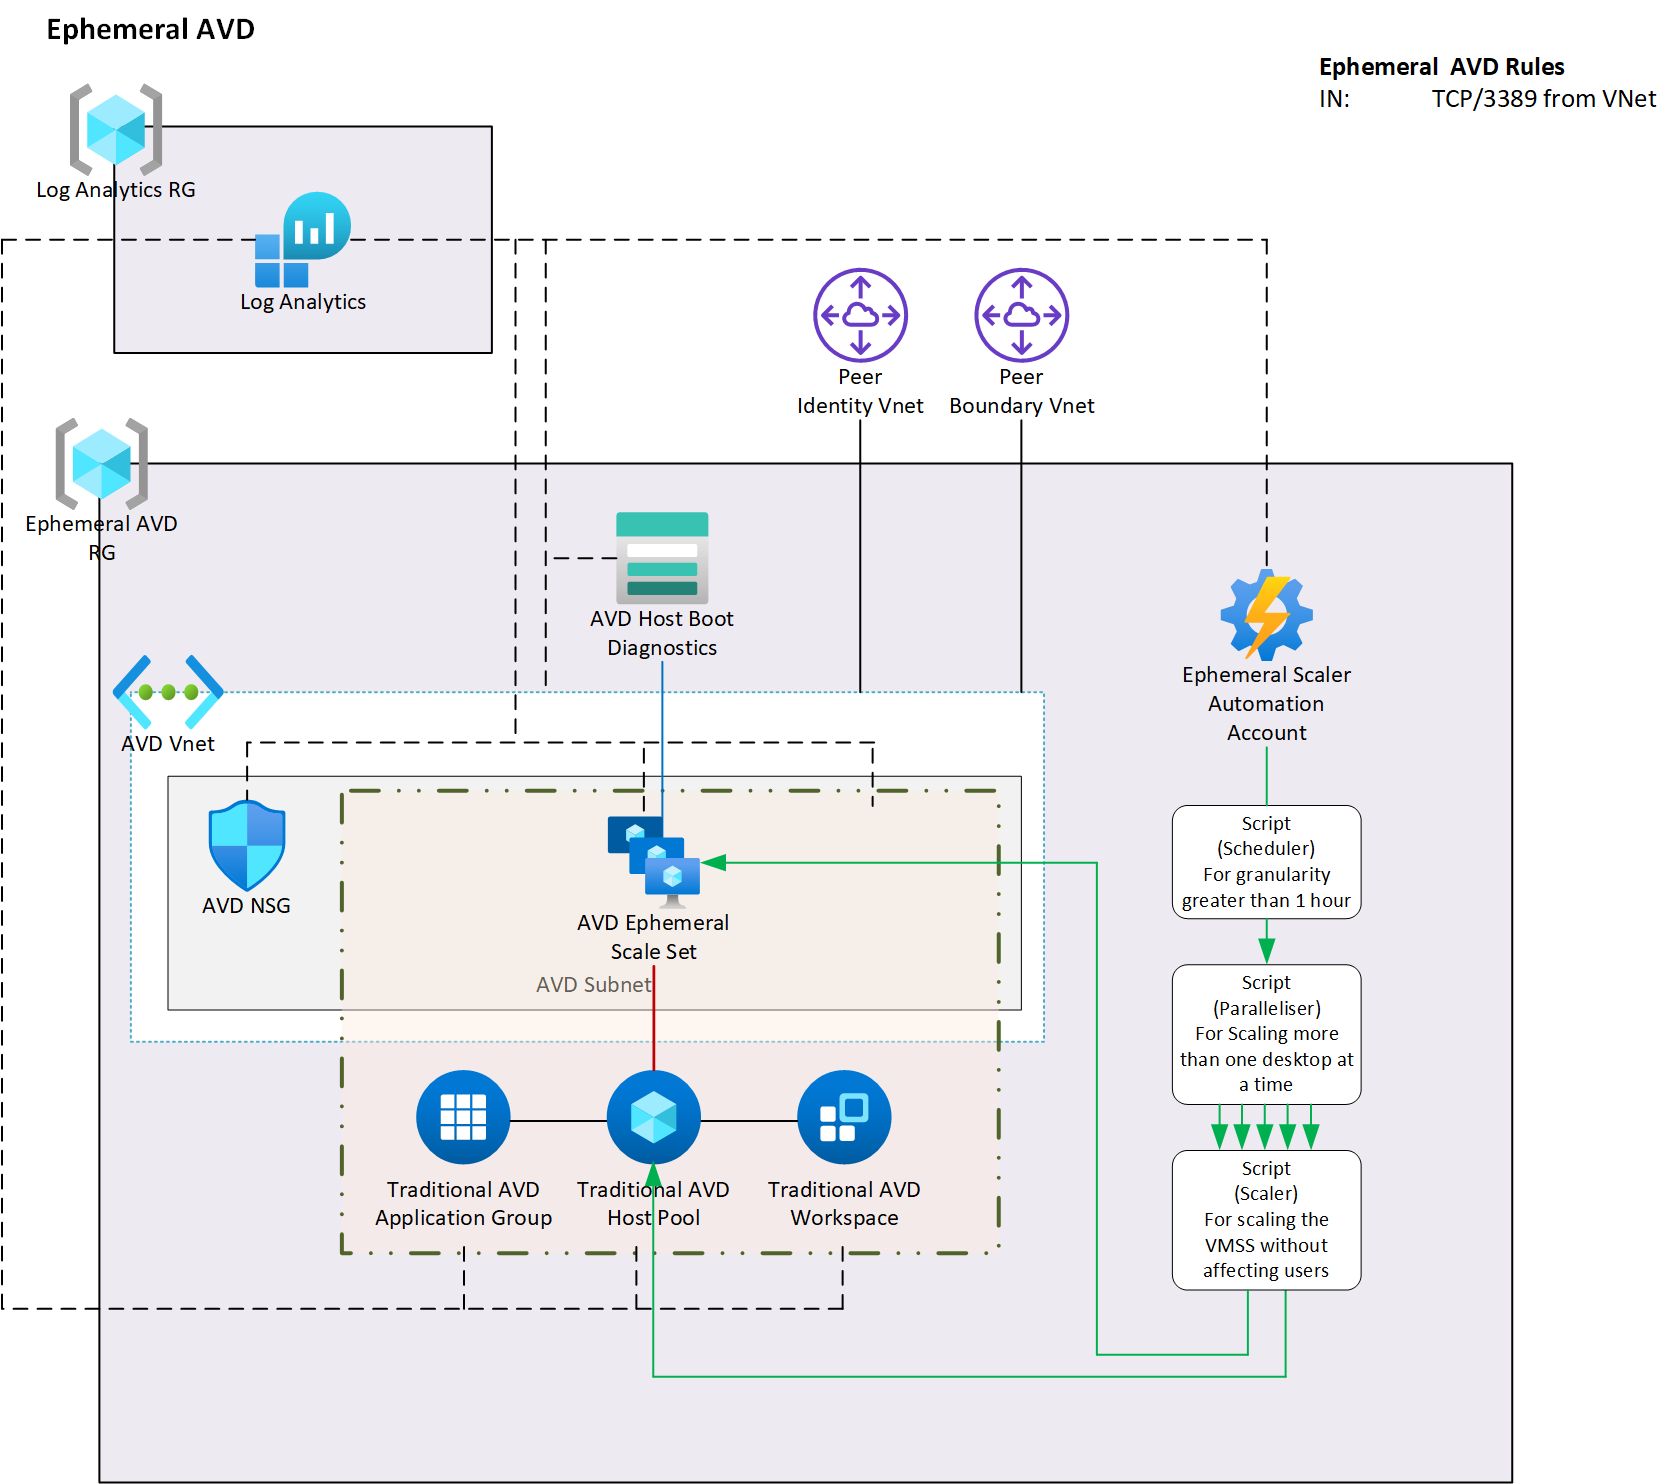 Ephemeral AVD
Ephemeral  AVD Rules
IN: TCP/3389 from VNet
Log Analytics RG
Log Analytics
Peer
Identity Vnet
Peer
Boundary Vnet
Ephemeral AVD
RG
AVD Host Boot
Diagnostics
Ephemeral Scaler
Automation
Account
AVD Vnet
Script
(Scheduler)
For granularity
greater than 1 hour
AVD NSG
AVD Ephemeral
Scale Set
AVD Subnet
Script
(Paralleliser)
For Scaling more
than one desktop at
a time
Traditional AVD
Application Group
Traditional AVD
Host Pool
Traditional AVD
Workspace
Script
(Scaler)
For scaling the
VMSS without
affecting users